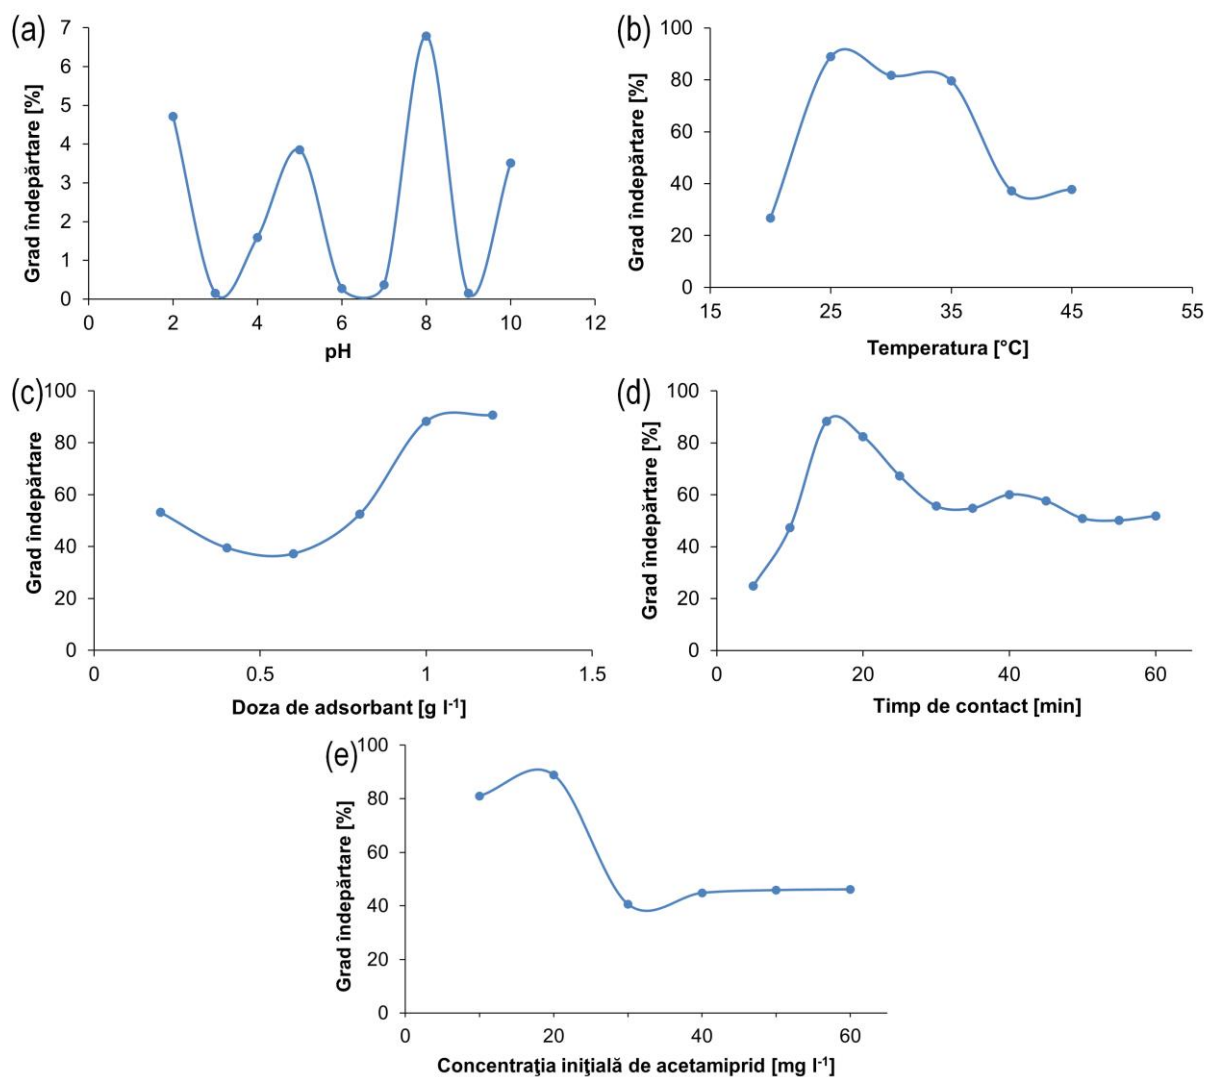 (a)
7
6
5
4
3
2
1
0
Grad îndepărtare [%]
0 2 4 6 8 10 12
pH
(b)
100
80
60
40
20
0
Grad îndepărtare [%]
15 25 35 45 55
Temperatura [°C]
(c)
100
80
60
40
20
0
Grad îndepărtare
0 0.5 1 1.5
Doza de adsorbant [g l⁻¹]
(d)
100
80
60
40
20
0
Grad îndepărtare [%]
0 20 40 60
Timp de contact [min]
(e)
100
80
60
40
20
0
Grad îndepărtare [%]
0 20 40 60
Concentraţia iniţială de acetamiprid [mg l⁻¹]